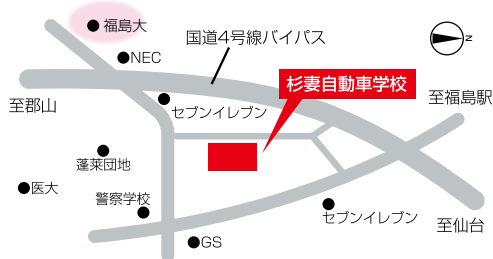 福島大
国道4号線バイパス
N
NEC
杉妻自動車学校
至郡山
セブンイレブン
至福島駅
蓬莱団地
医大
警察学校
セブンイレブン
至仙台
GS